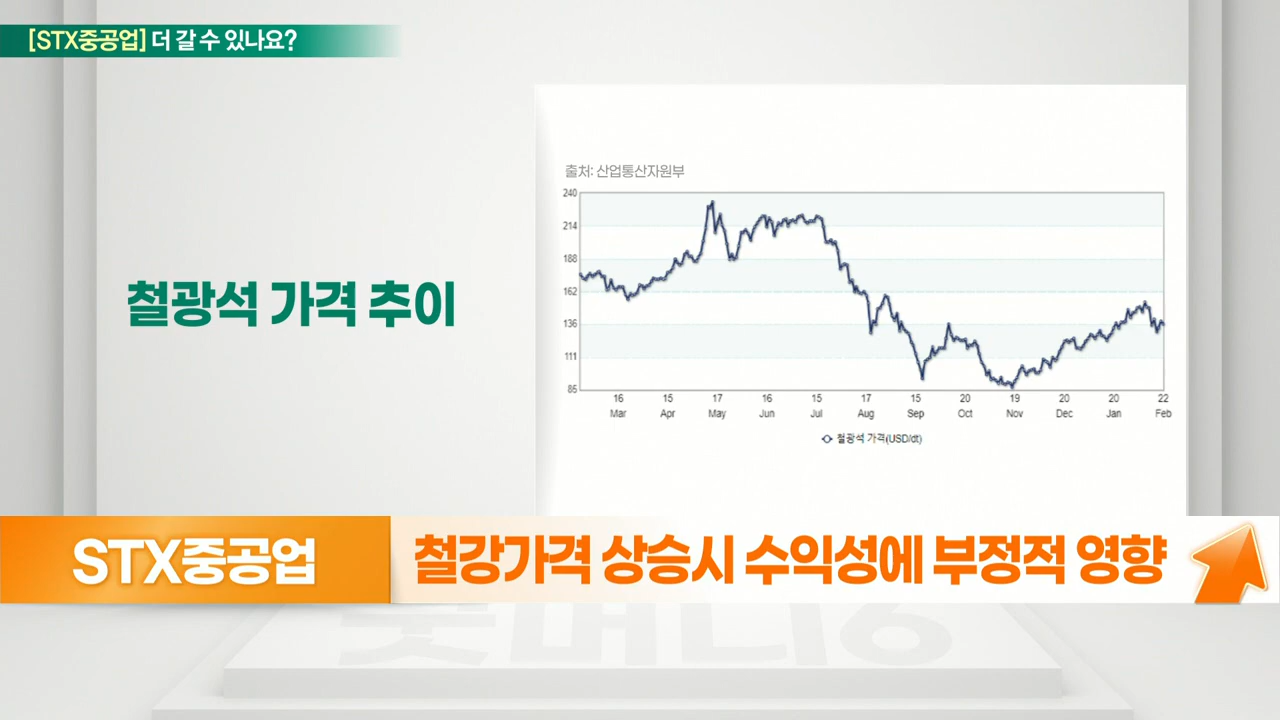 [STX중공업] 더 갈 수 있나요?
출처: 산업통산자원부
240
214
188
162
136
111
85
16 15 17 16 15 17 15 20 19 20 20 22
Mar Apr May Jun Jul Aug Sep Oct Nov Dec Jan Feb
철광석 가격(USD/dt)
철광석 가격 추이
STX중공업
철강가격 상승시 수익성에 부정적 영향
굿머니6